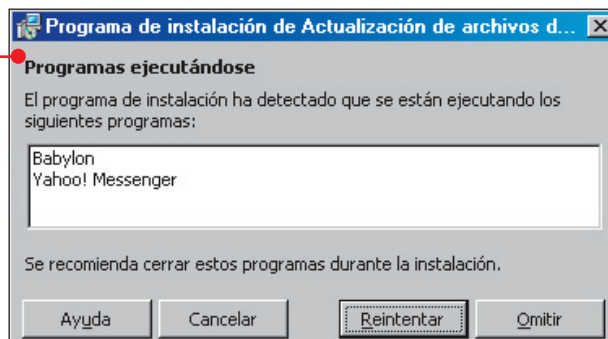 Programa de instalación de Actualización de archivos d...
Programas ejecutándose
El programa de instalación ha detectado que se están ejecutando los
siguientes programas:
Babylon
Yahoo! Messenger
Se recomienda cerrar estos programas durante la instalación.
Ayuda
Cancelar
Reintentar
Omitir